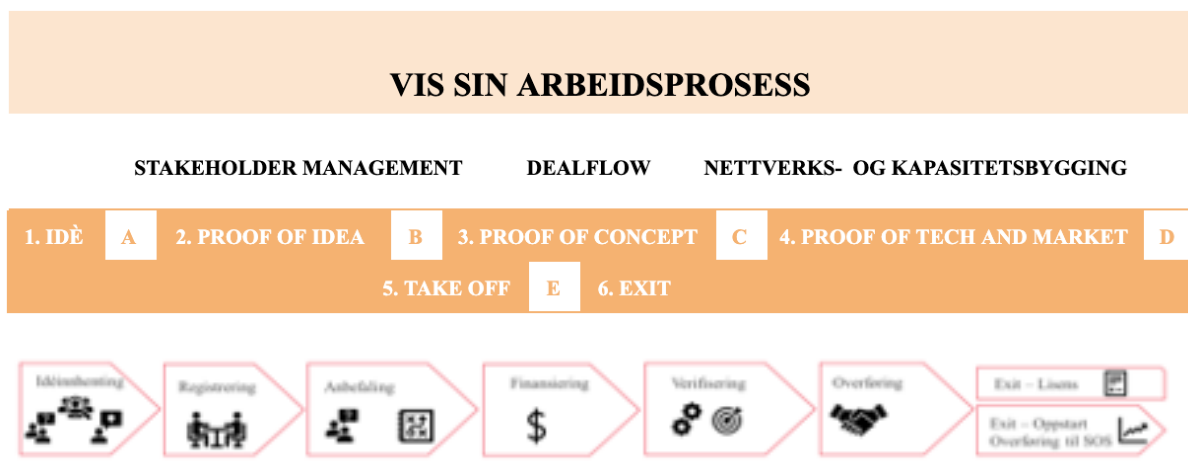 VIS SIN ARBEIDSPROSESS
STAKEHOLDER MANAGEMENT DEALFLOW NETTVERKS- OG KAPASITETSBYGGING
1. IDÈ A 2. PROOF OF IDEA B 3. PROOF OF CONCEPT C 4. PROOF OF TECH AND MARKET D
5. TAKE OFF E 6. EXIT
Idéinnhenting
Registrering
Anbefaling
Finansiering
Verifisering
Overføring
Exit – Lisens
Exit – Oppstart
Overføring til SOS